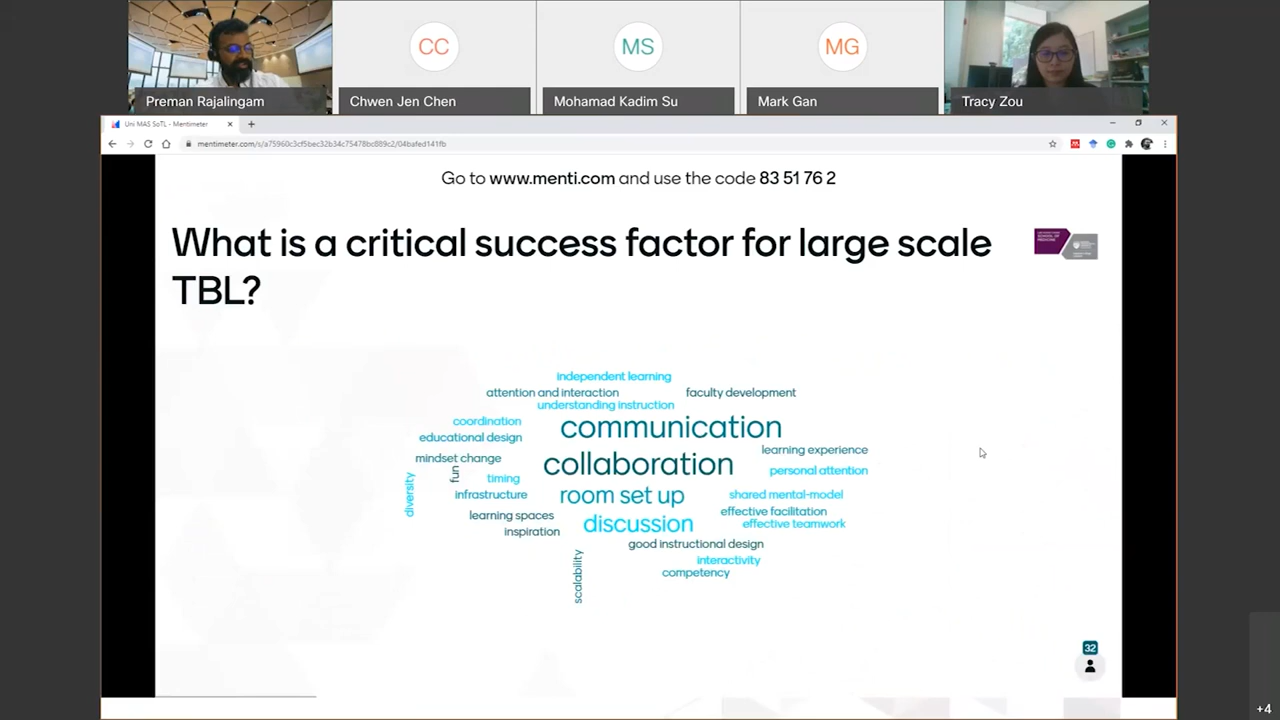 CC
MS
MG
Preman Rajalingam
Chwen Jen Chen
Mohamad Kadim Su
Mark Gan
Tracy Zou
Uni MAS SoTL - Mentimeter
Go to www.menti.com and use the code 83 51 76 2
What is a critical success factor for large scale
TBL?
independent learning
attention and interaction
faculty development
understanding instruction
coordination
communication
educational design
learning experience
mindset change
collaboration
personal attention
fun
timing
diversity
infrastructure
room set up
shared mental-model
learning spaces
effective facilitation
discussion
effective teamwork
inspiration
good instructional design
interactivity
scalability
competency
32
+4